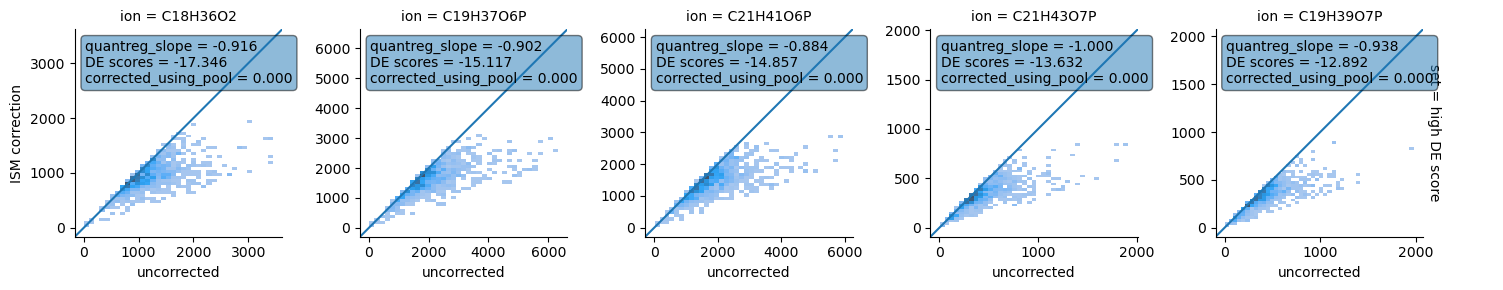 ion = C18H36O2
ion = C19H37O6P
ion = C21H41O6P
ion = C21H43O7P
ion = C19H39O7P
quantreg_slope = -0.916
DE scores = -17.346
corrected_using_pool = 0.000
quantreg_slope = -0.902
DE scores = -15.117
corrected_using_pool = 0.000
quantreg_slope = -0.884
DE scores = -14.857
corrected_using_pool = 0.000
quantreg_slope = -1.000
DE scores = -13.632
corrected_using_pool = 0.000
quantreg_slope = -0.938
DE scores = -12.892
corrected_using_pool = 0.000
ISM correction
3000
2000
1000
0
0
1000
2000
3000
uncorrected
6000
5000
4000
3000
2000
1000
0
0
2000
4000
6000
uncorrected
6000
5000
4000
3000
2000
1000
0
0
2000
4000
6000
8000
uncorrected
2000
1500
1000
500
0
0
1000
2000
uncorrected
2000
1500
1000
500
0
0
1000
2000
uncorrected
set = high DE score